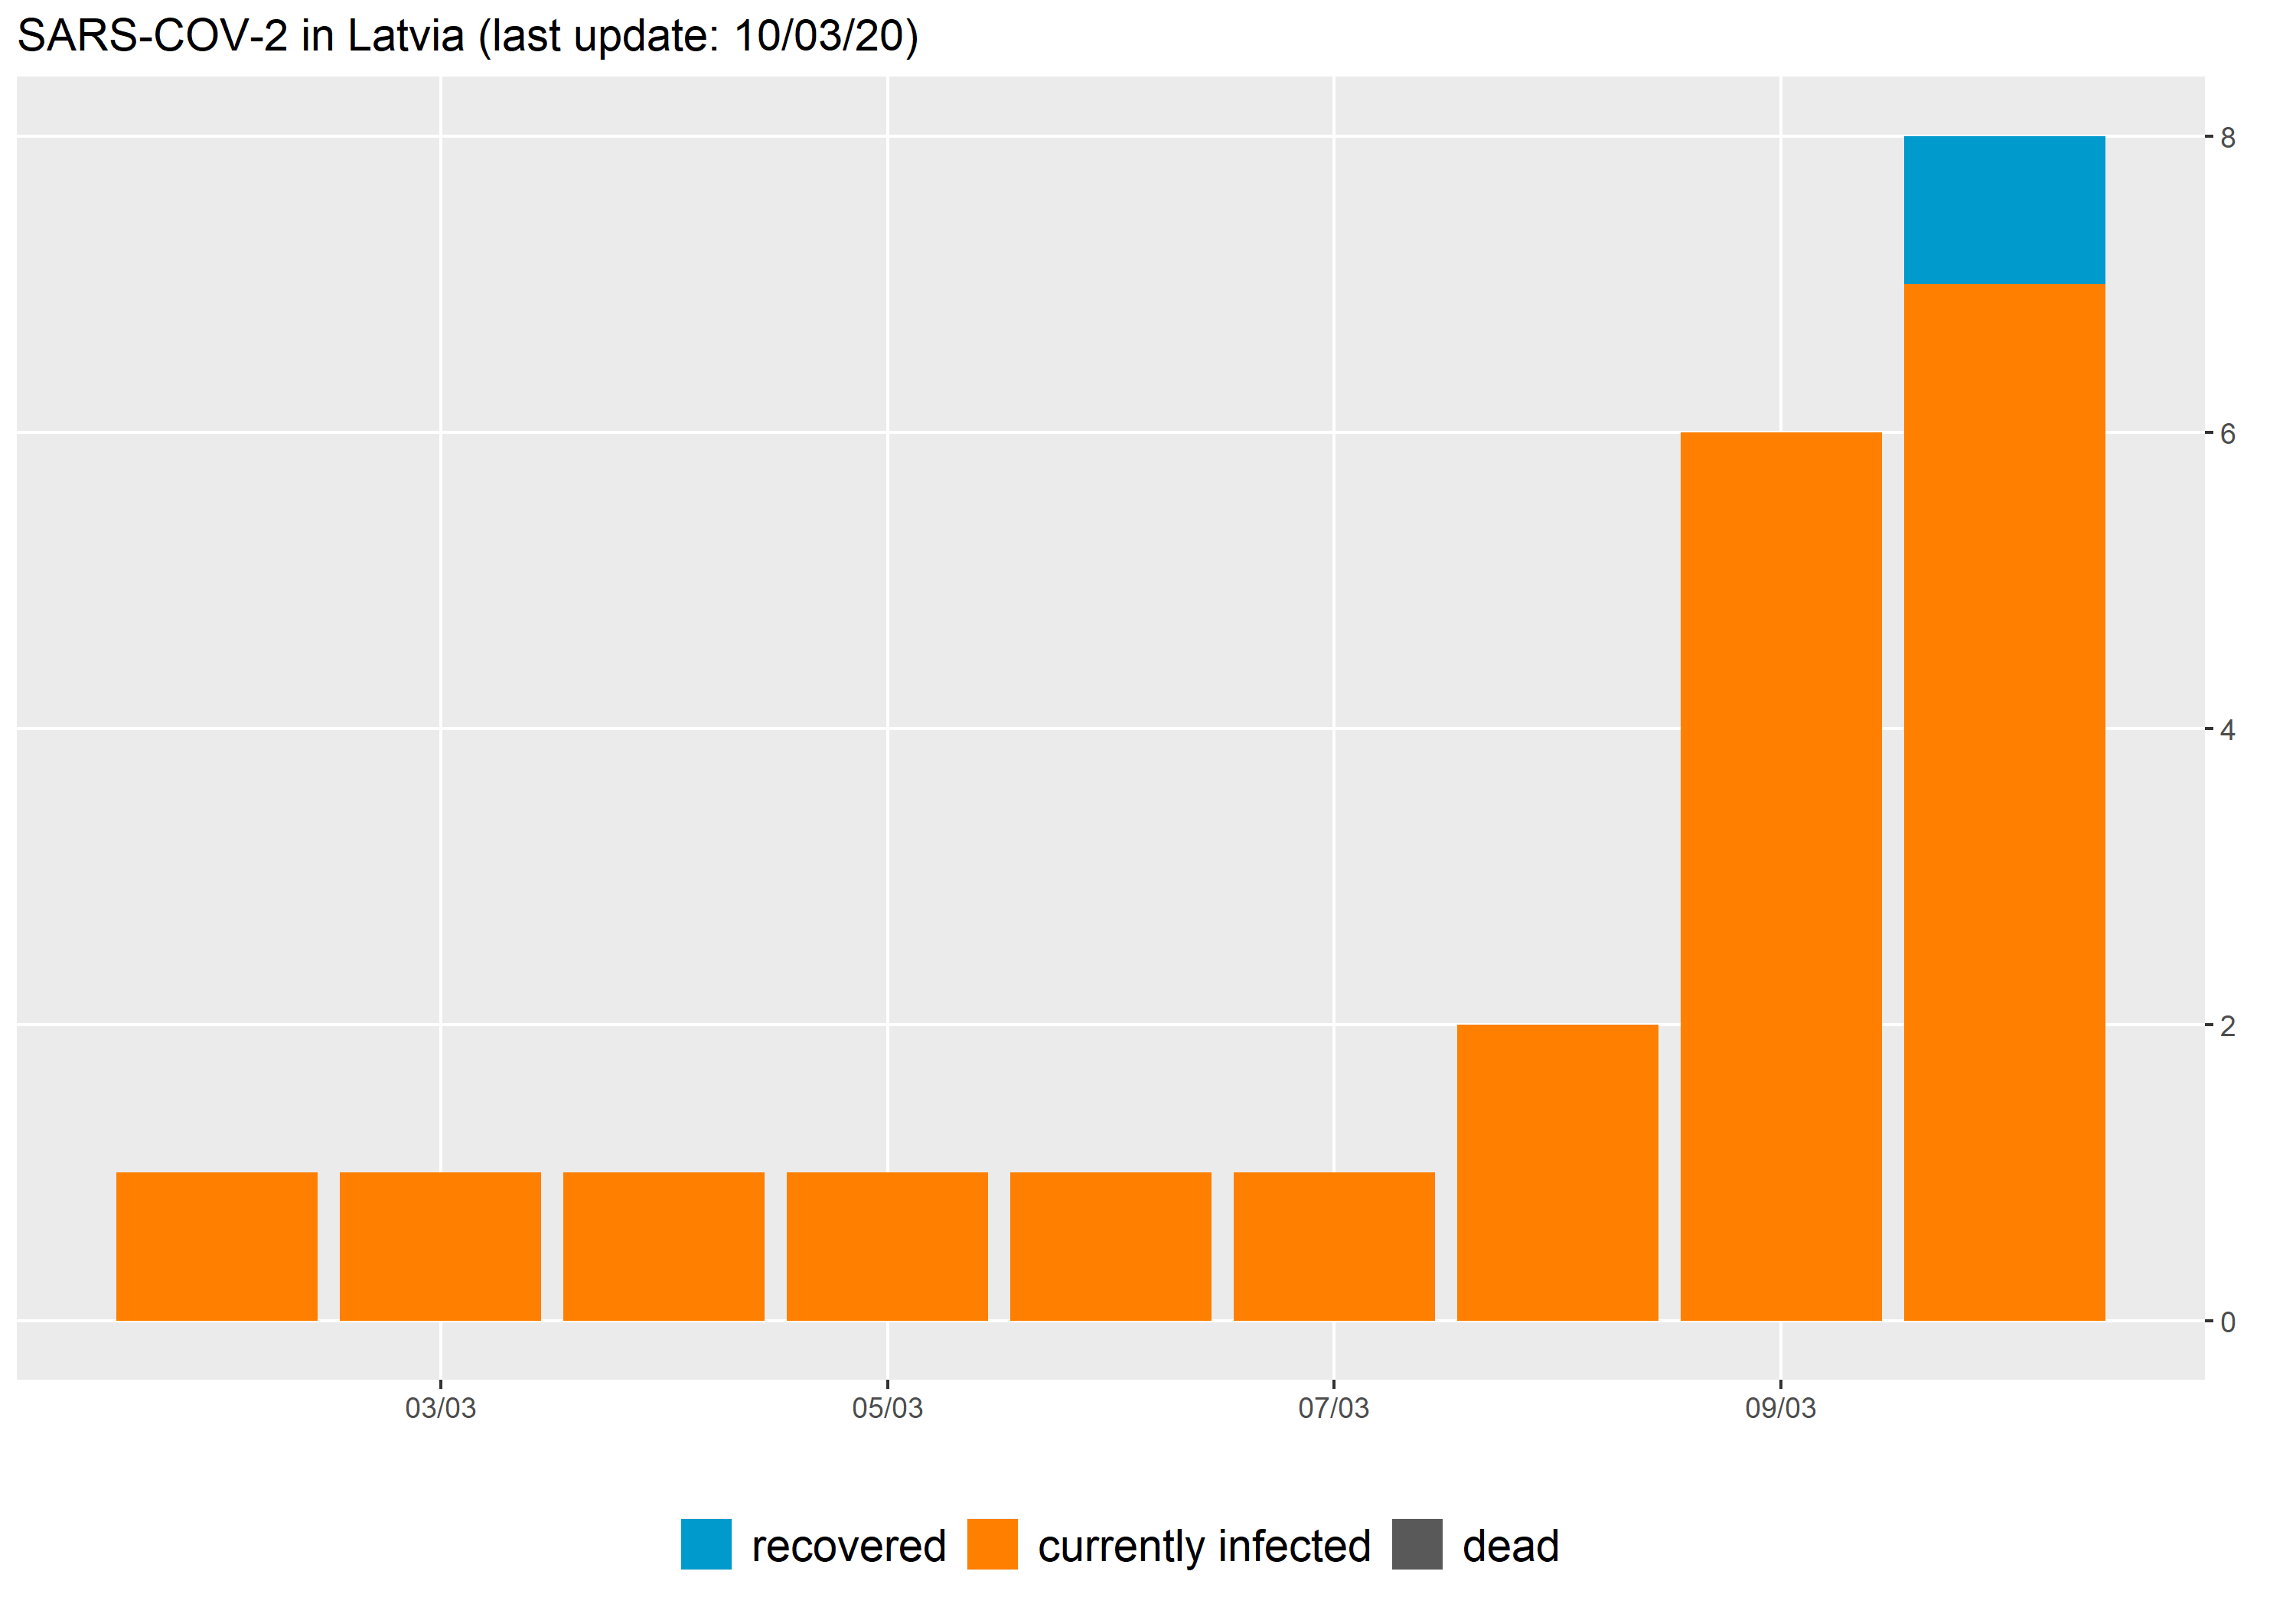 SARS-COV-2 in Latvia (last update: 10/03/20)
8
6
4
2
0
03/03 05/03 07/03 09/03
recovered currently infected dead